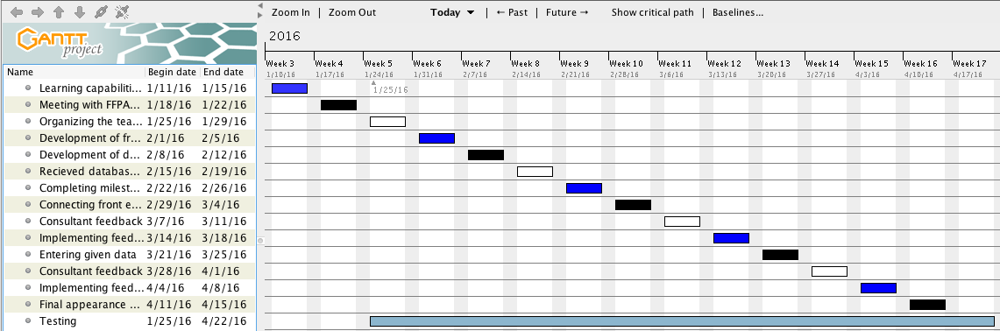 Zoom In | Zoom Out Today ▼ | ← Past | Future → Show critical path | Baselines...
GANTT project
2016
Name Begin date End date
Week 3 Week 4 Week 5 Week 6 Week 7 Week 8 Week 9 Week 10 Week 11 Week 12 Week 13 Week 14 Week 15 Week 16 Week 17
1/10/16 1/17/16 1/24/16 1/31/16 2/7/16 2/14/16 2/21/16 2/28/16 3/6/16 3/13/16 3/20/16 3/27/16 4/3/16 4/10/16 4/17/16
Learning capabiliti... 1/11/16 1/15/16 1/25/16
Meeting with FFPA... 1/18/16 1/22/16
Organizing the tea... 1/25/16 1/29/16
Development of fr... 2/1/16 2/5/16
Development of d... 2/8/16 2/12/16
Recieved databas... 2/15/16 2/19/16
Completing milest... 2/22/16 2/26/16
Connecting front e... 2/29/16 3/4/16
Consultant feedback 3/7/16 3/11/16
Implementing feed... 3/14/16 3/18/16
Entering given data 3/21/16 3/25/16
Consultant feedback 3/28/16 4/1/16
Implementing feed... 4/4/16 4/8/16
Final appearance ... 4/11/16 4/15/16
Testing 1/25/16 4/22/16